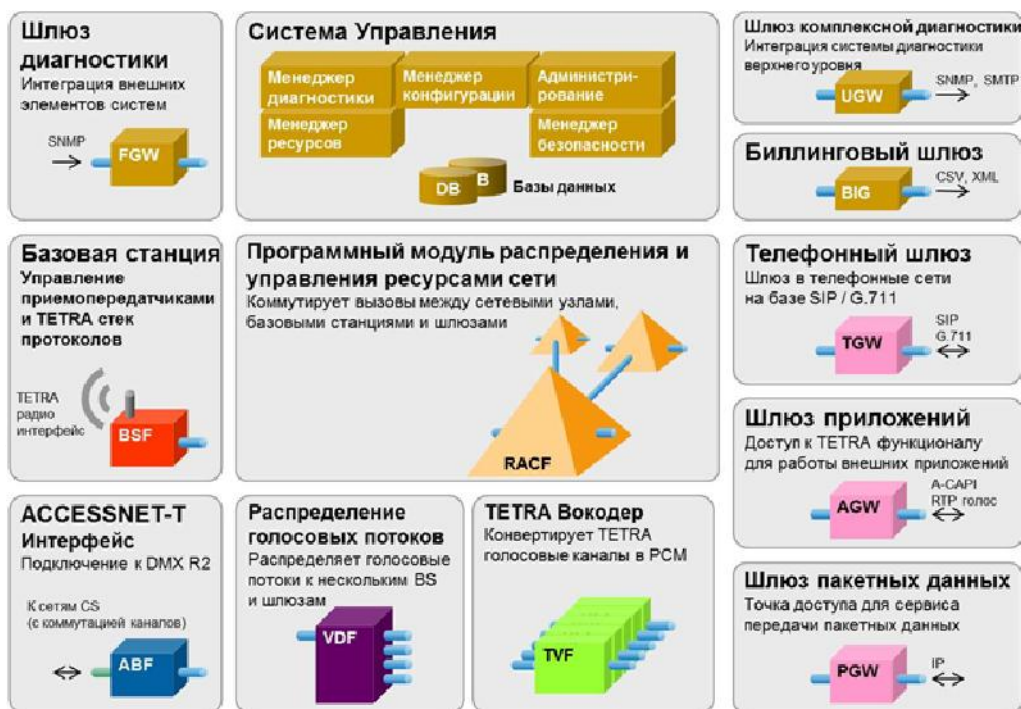 Шлюз
диагностики
Интеграция внешних
элементов систем
SNMP
FGW
Система Управления
Менеджер
диагностики
Менеджер
конфигурации
Администри-
рование
Менеджер
ресурсов
Менеджер
безопасности
DB
B
Базы данных
Шлюз комплексной диагностики
Интеграция системы диагностики
верхнего уровня
SNMP, SMTP
UGW
Биллинговый шлюз
CSV, XML
BIG
Базовая станция
Управление
приемопередатчиками
и TETRA стек
протоколов
TETRA
радио
интерфейс
BSF
Программный модуль распределения и
управления ресурсами сети
Коммутирует вызовы между сетевыми узлами,
базовыми станциями и шлюзами
RACF
Телефонный шлюз
Шлюз в телефонные сети
на базе SIP / G.711
SIP
G.711
TGW
Шлюз приложений
Доступ к TETRA функционалу
для работы внешних приложений
A-CAPI
RTP голос
AGW
ACCESSNET-T
Интерфейс
Подключение к DMX R2
К сетям CS
(с коммутацией каналов)
ABF
Распределение
голосовых потоков
Распределяет голосовые
потоки к нескольким BS
и шлюзам
VDF
TETRA Вокодер
Конвертирует TETRA
голосовые каналы в PCM
TVF
Шлюз пакетных данных
Точка доступа для сервиса
передачи пакетных данных
IP
PGW